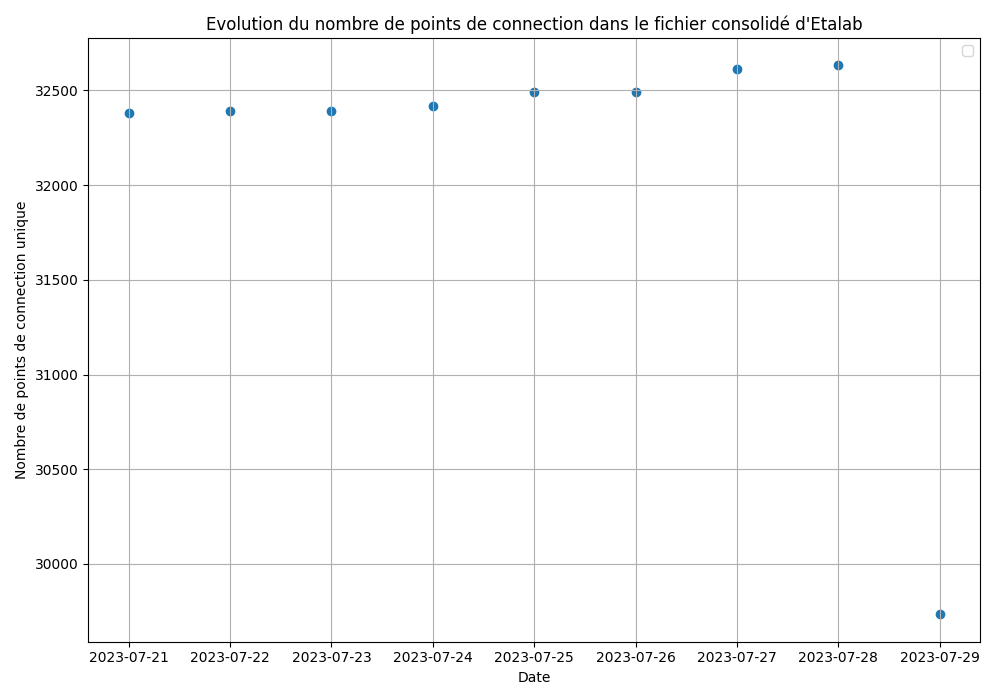 Evolution du nombre de points de connection dans le fichier consolidé d'Etalab
Nombre de points de connection unique
32500
32000
31500
31000
30500
30000
2023-07-21 2023-07-22 2023-07-23 2023-07-24 2023-07-25 2023-07-26 2023-07-27 2023-07-28 2023-07-29
Date